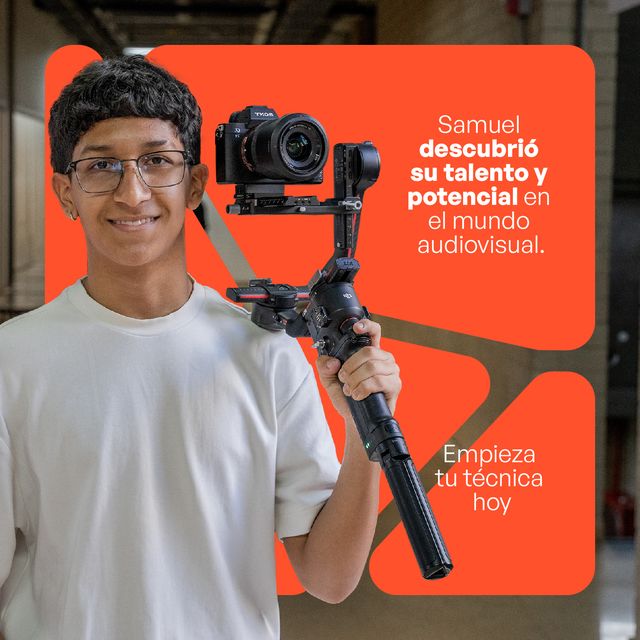 Samuel
descubrió
su talento y
potencial en
el mundo
audiovisual.
Empieza
tu técnica
hoy